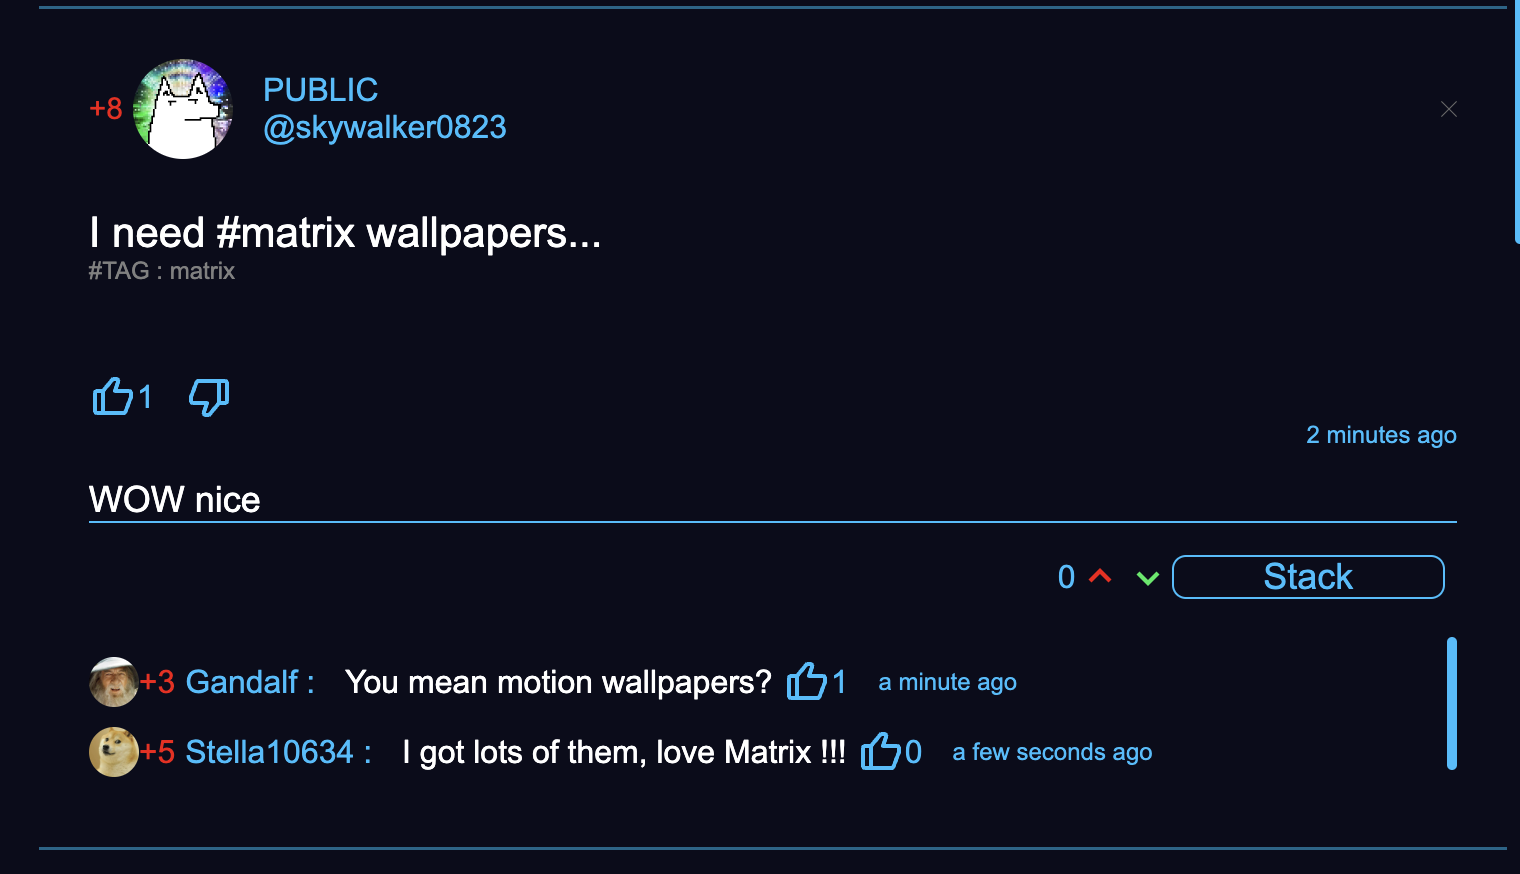 +8
PUBLIC
@skywalker0823
I need #matrix wallpapers...
#TAG : matrix
1
2 minutes ago
WOW nice
0 Stack
+3 Gandalf : You mean motion wallpapers? 1 a minute ago
+5 Stella10634 : I got lots of them, love Matrix !!! 0 a few seconds ago